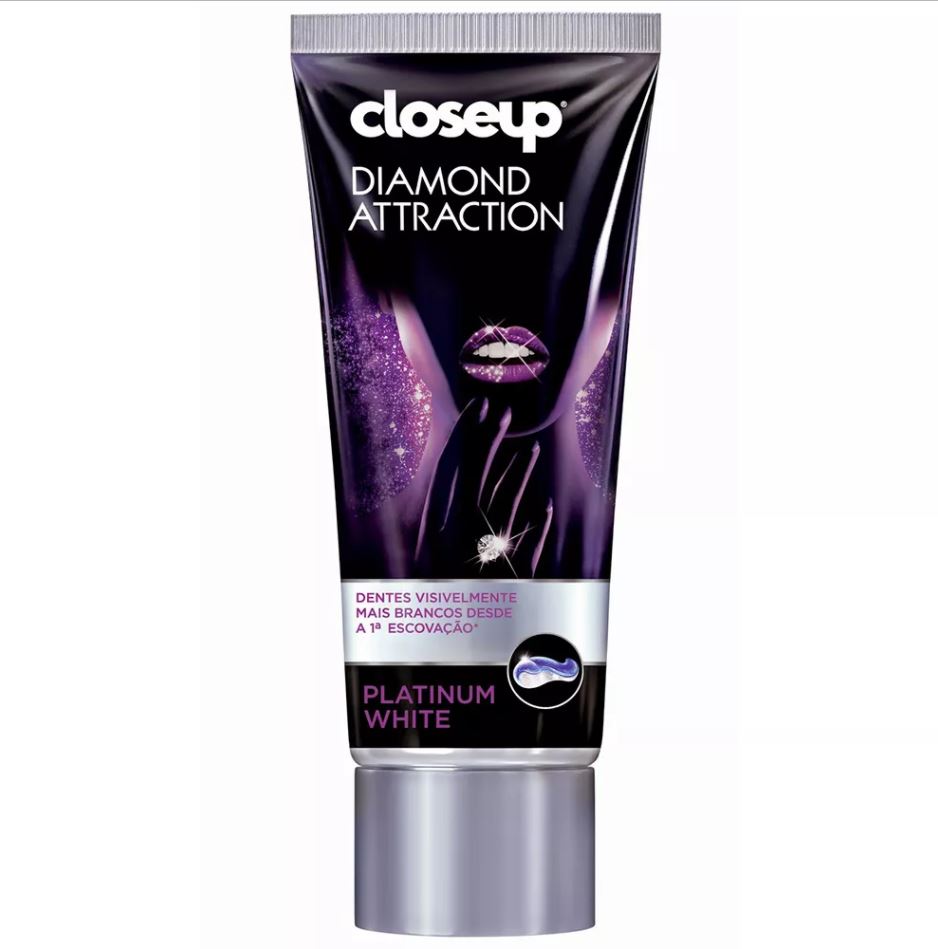 closeup®
DIAMOND
ATTRACTION
DENTES VISIVELMENTE
MAIS BRANCOS DESDE
A 1ª ESCOVAÇÃO*
PLATINUM
WHITE